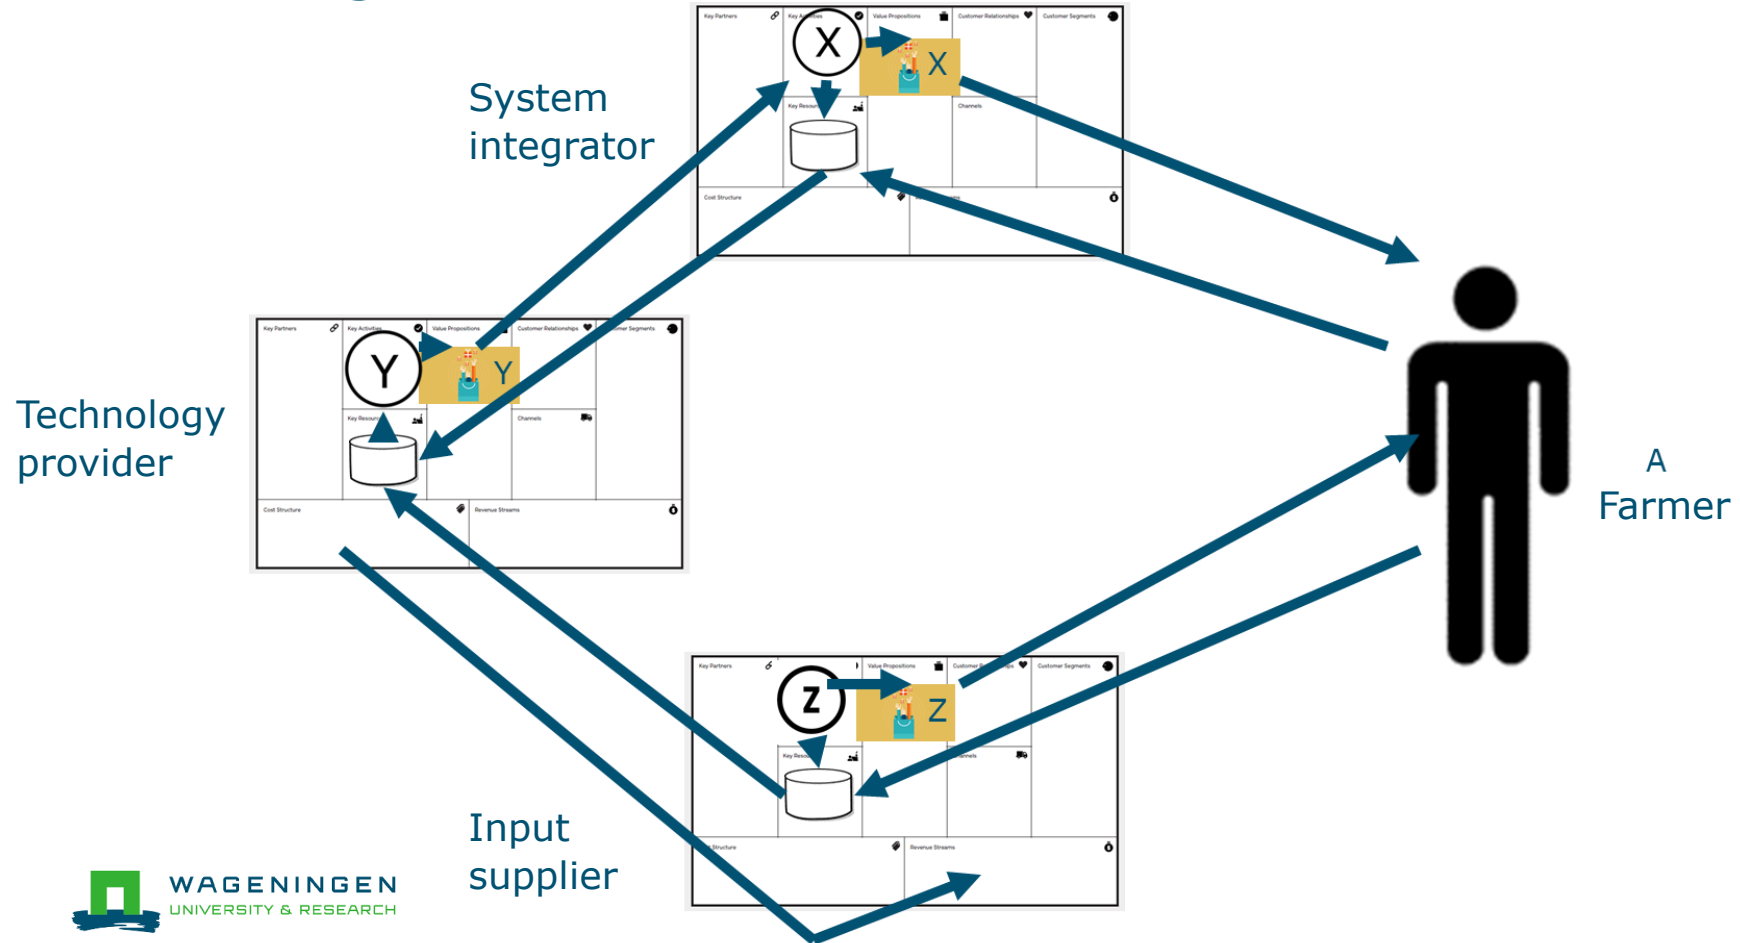 Key Partners
Value Propositions
Customer Relationships
Customer Segments
X
X
System
integrator
Channels
Cost Structure
Key Partners
Key Activities
Value Propositions
Customer Relationships
Y
Y
Technology
provider
Channels
Cost Structure
Revenue Streams
A
Farmer
Key Partners
Value Propositions
Customer Segments
Z
Z
Input
supplier
Revenue Streams
WAGENINGEN
UNIVERSITY & RESEARCH